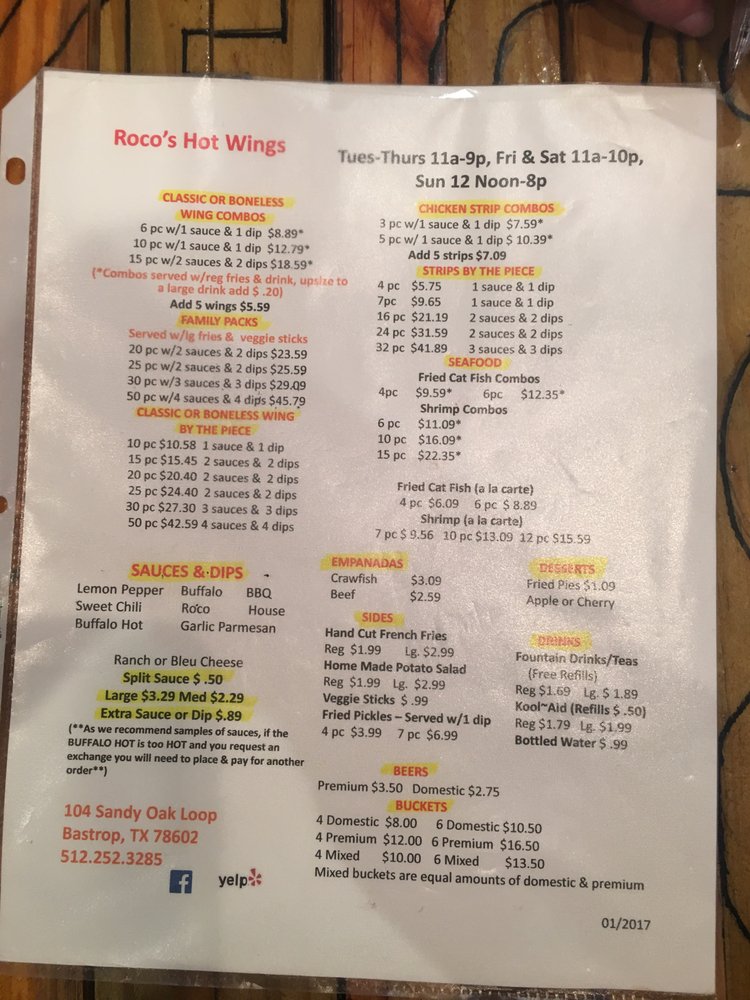 Roco's Hot Wings
Tues-Thurs 11a-9p, Fri & Sat 11a-10p,
Sun 12 Noon-8p
CLASSIC OR BONELESS
WING COMBOS
6 pc w/1 sauce & 1 dip $8.89*
10 pc w/1 sauce & 1 dip $12.79*
15 pc w/2 sauces & 2 dips $18.59*
(*Combos served w/reg fries & drink, upsize to
a large drink add $ .20)
Add 5 wings $5.59
FAMILY PACKS
Served w/lg fries & veggie sticks
20 pc w/2 sauces & 2 dips $23.59
25 pc w/2 sauces & 2 dips $25.59
30 pc w/3 sauces & 3 dips $29.09
50 pc w/4 sauces & 4 dips $45.79
CLASSIC OR BONELESS WING
BY THE PIECE
10 pc $10.58 1 sauce & 1 dip
15 pc $15.45 2 sauces & 2 dips
20 pc $20.40 2 sauces & 2 dips
25 pc $24.40 2 sauces & 2 dips
30 pc $27.30 3 sauces & 3 dips
50 pc $42.59 4 sauces & 4 dips
CHICKEN STRIP COMBOS
3 pc w/1 sauce & 1 dip $7.59*
5 pc w/ 1 sauce & 1 dip $ 10.39*
Add 5 strips $7.09
STRIPS BY THE PIECE
4 pc $5.75 1 sauce & 1 dip
7pc $9.65 1 sauce & 1 dip
16 pc $21.19 2 sauces & 2 dips
24 pc $31.59 2 sauces & 2 dips
32 pc $41.89 3 sauces & 3 dips
SEAFOOD
Fried Cat Fish Combos
4pc $9.59* 6pc $12.35*
Shrimp Combos
6 pc $11.09*
10 pc $16.09*
15 pc $22.35*
Fried Cat Fish (a la carte)
4 pc $6.09 6 pc $ 8.89
Shrimp (a la carte)
7 pc $ 9.56 10 pc $13.09 12 pc $15.59
SAUCES & DIPS
Lemon Pepper Buffalo BBQ
Sweet Chili Roco House
Buffalo Hot Garlic Parmesan
Ranch or Bleu Cheese
Split Sauce $ .50
Large $3.29 Med $2.29
Extra Sauce or Dip $.89
(**As we recommend samples of sauces, if the
BUFFALO HOT is too HOT and you request an
exchange you will need to place & pay for another
order**)
EMPANADAS
Crawfish $3.09
Beef $2.59
SIDES
Hand Cut French Fries
Reg $1.99 Lg. $2.99
Home Made Potato Salad
Reg $1.99 Lg. $2.99
Veggie Sticks $ .99
Fried Pickles – Served w/1 dip
4 pc $3.99 7 pc $6.99
DESSERTS
Fried Pies $1.09
Apple or Cherry
DRINKS
Fountain Drinks/Teas
(Free Refills)
Reg $1.69 Lg. $ 1.89
Kool~Aid (Refills $ .50)
Reg $1.79 Lg. $1.99
Bottled Water $ .99
BEERS
Premium $3.50 Domestic $2.75
BUCKETS
4 Domestic $8.00 6 Domestic $10.50
4 Premium $12.00 6 Premium $16.50
4 Mixed $10.00 6 Mixed $13.50
Mixed buckets are equal amounts of domestic & premium
104 Sandy Oak Loop
Bastrop, TX 78602
512.252.3285
f yelp
01/2017